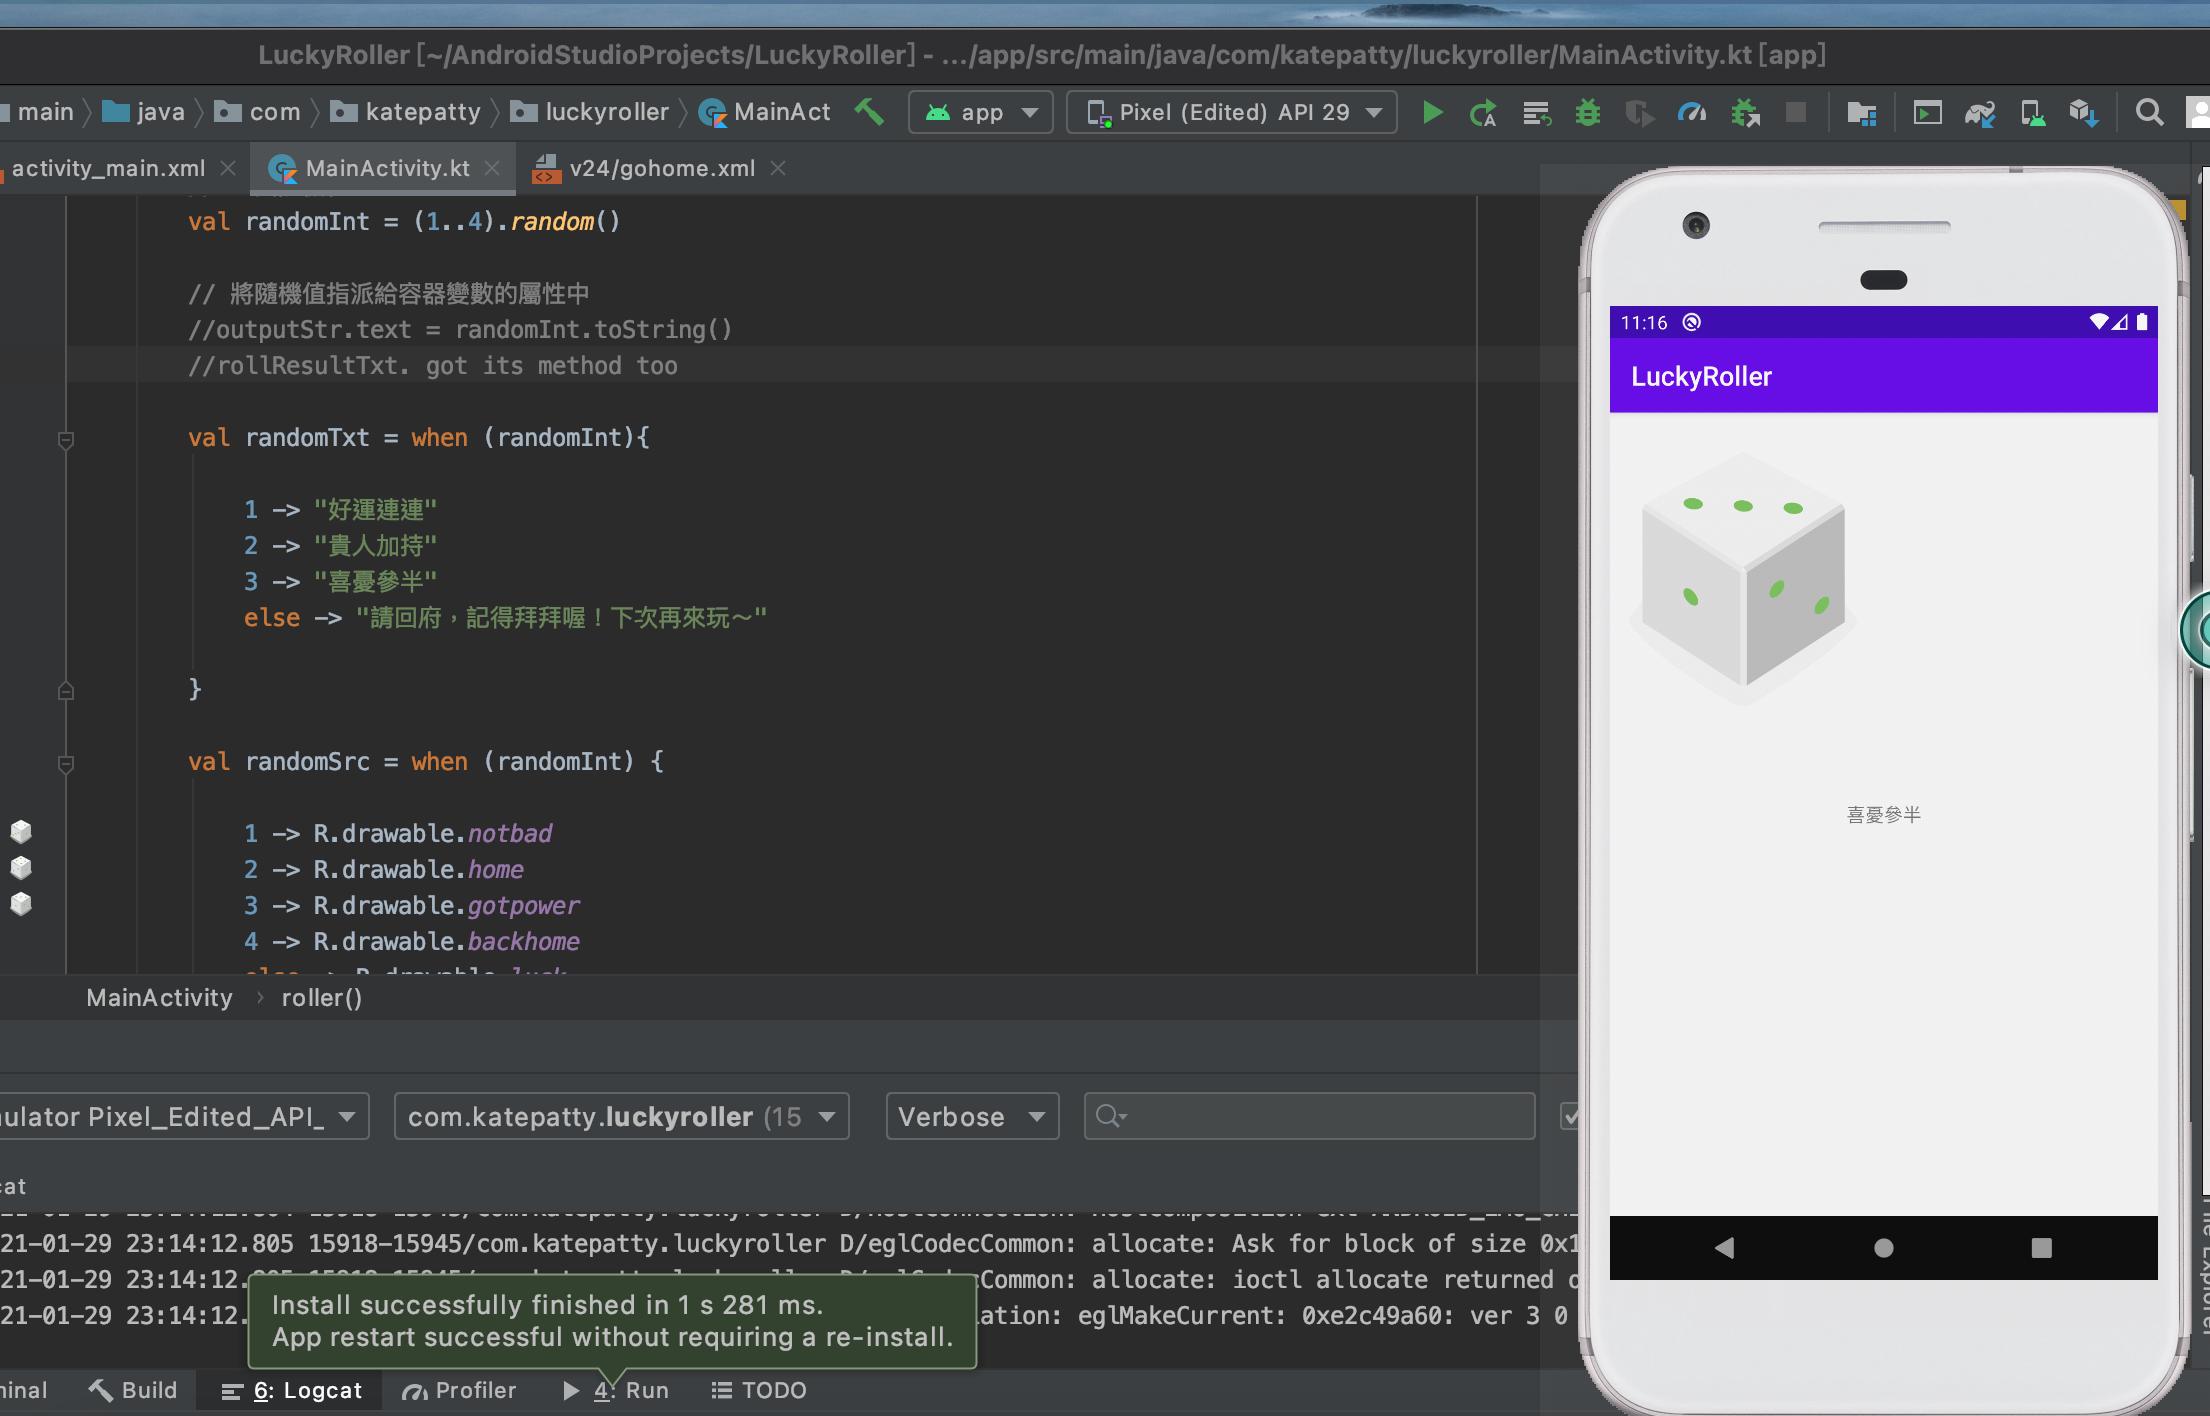 LuckyRoller [~/AndroidStudioProjects/LuckyRoller] - .../app/src/main/java/com/katepatty/luckyroller/MainActivity.kt [app]
main java com katepatty luckyroller MainAct app Pixel (Edited) API 29
activity_main.xml MainActivity.kt v24/gohome.xml
val randomInt = (1..4).random()
// 將隨機值指派給容器變數的屬性中
//outputStr.text = randomInt.toString()
//rollResultTxt. got its method too
val randomTxt = when (randomInt){
1 -> "好運連連"
2 -> "貴人加持"
3 -> "喜憂參半"
else -> "請回府，記得拜拜喔！下次再來玩～"
}
val randomSrc = when (randomInt) {
1 -> R.drawable.notbad
2 -> R.drawable.home
3 -> R.drawable.gotpower
4 -> R.drawable.backhome
else -> R.drawable.luck
MainActivity › roller()
11:16
LuckyRoller
喜憂參半
Pixel_Edited_API_ com.katepatty.luckyroller (15 Verbose
21-01-29 23:14:12.805 15918-15945/com.katepatty.luckyroller D/eglCodecCommon: allocate: Ask for block of size 0x1
21-01-29 23:14:12. Common: allocate: ioctl allocate returned
21-01-29 23:14:12. eglMakeCurrent: 0xe2c49a60: ver 3 0
Install successfully finished in 1 s 281 ms.
App restart successful without requiring a re-install.
Build 6: Logcat Profiler 4: Run TODO